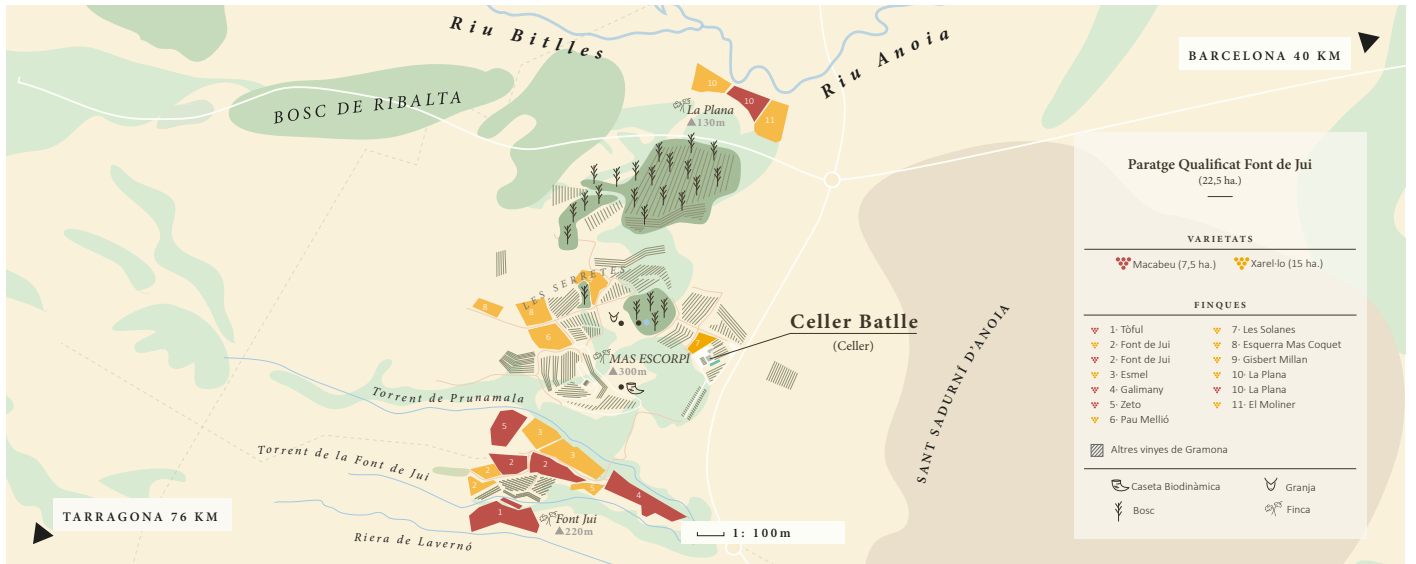 Riu Bitlles
Riu Anoia
BARCELONA 40 KM
BOSC DE RIBALTA
10
10
11
La Plana
130m
LES SERRETES
8
8
6
7
Celler Batlle
(Celler)
MAS ESCORPÍ
300m
SANT SADURNÍ D'ANOIA
Torrent de Prunamala
5
3
3
Torrent de la Font de Jui
2
2
2
2
4
1
Font Jui
220m
Riera de Lavernó
TARRAGONA 76 KM
1: 100m
Paratge Qualificat Font de Jui
(22,5 ha.)
VARIETATS
Macabeu (7,5 ha.) Xarel·lo (15 ha.)
FINQUES
1· Tòful
2· Font de Jui
2· Font de Jui
3· Esmel
4· Galimany
5· Zeto
6· Pau Mellió
7· Les Solanes
8· Esquerra Mas Coquet
9· Gisbert Millan
10· La Plana
10· La Plana
11· El Moliner
Altres vinyes de Gramona
Caseta Biodinàmica
Granja
Bosc
Finca